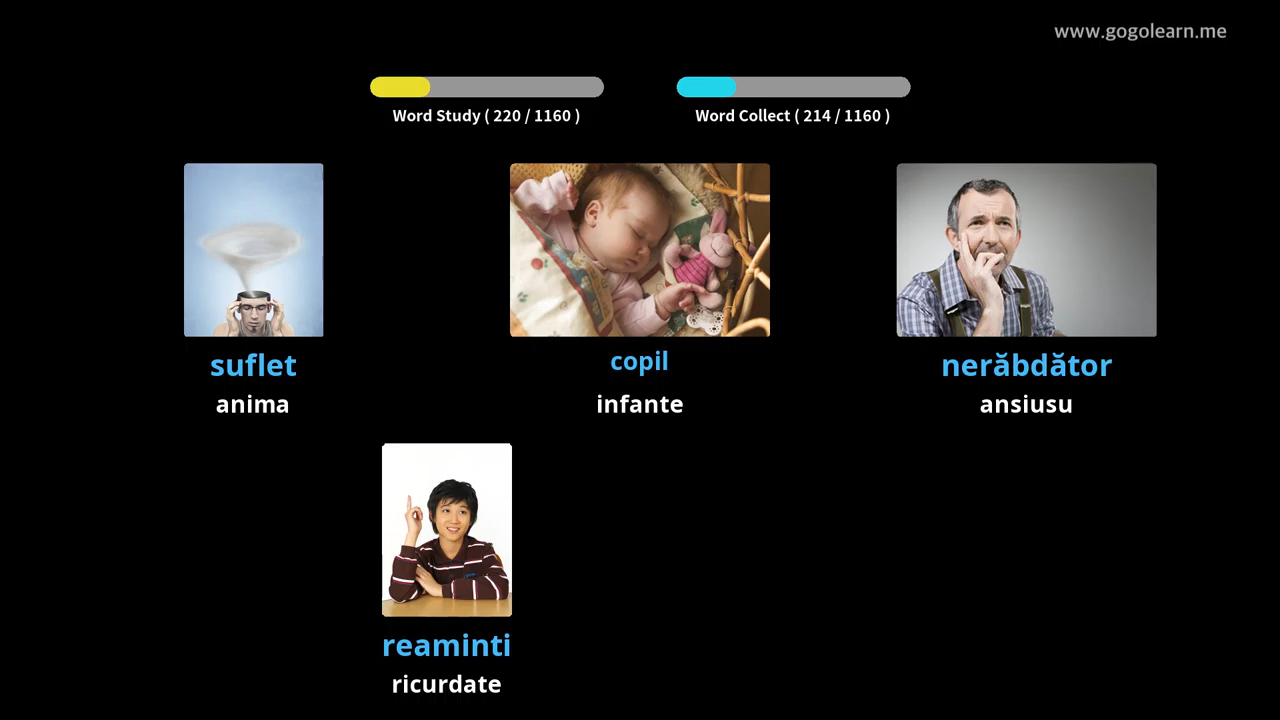 www.gogolearn.me
Word Study ( 220 / 1160 )
Word Collect ( 214 / 1160 )
suflet
anima
copil
infante
nerăbdător
ansiusu
reaminti
ricurdate